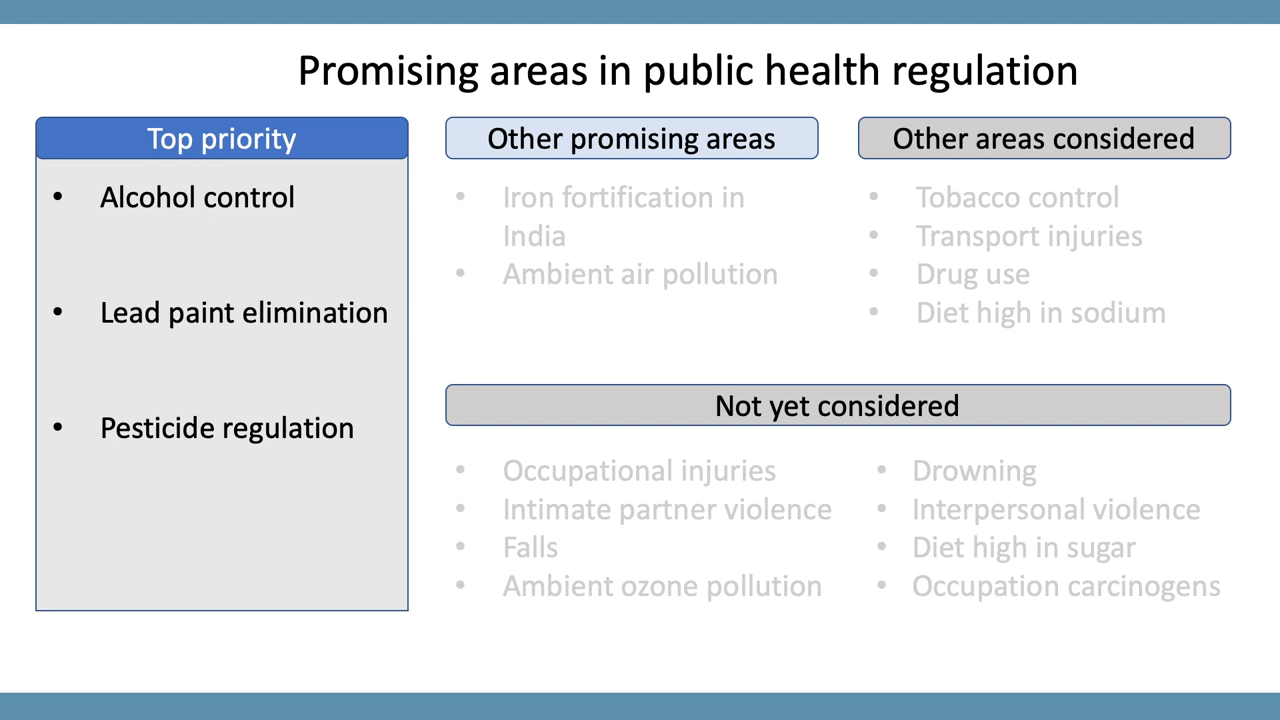 Promising areas in public health regulation
Top priority
• Alcohol control
• Lead paint elimination
• Pesticide regulation
Other promising areas
• Iron fortification in
India
• Ambient air pollution
Other areas considered
• Tobacco control
• Transport injuries
• Drug use
• Diet high in sodium
Not yet considered
• Occupational injuries
• Intimate partner violence
• Falls
• Ambient ozone pollution
• Drowning
• Interpersonal violence
• Diet high in sugar
• Occupation carcinogens